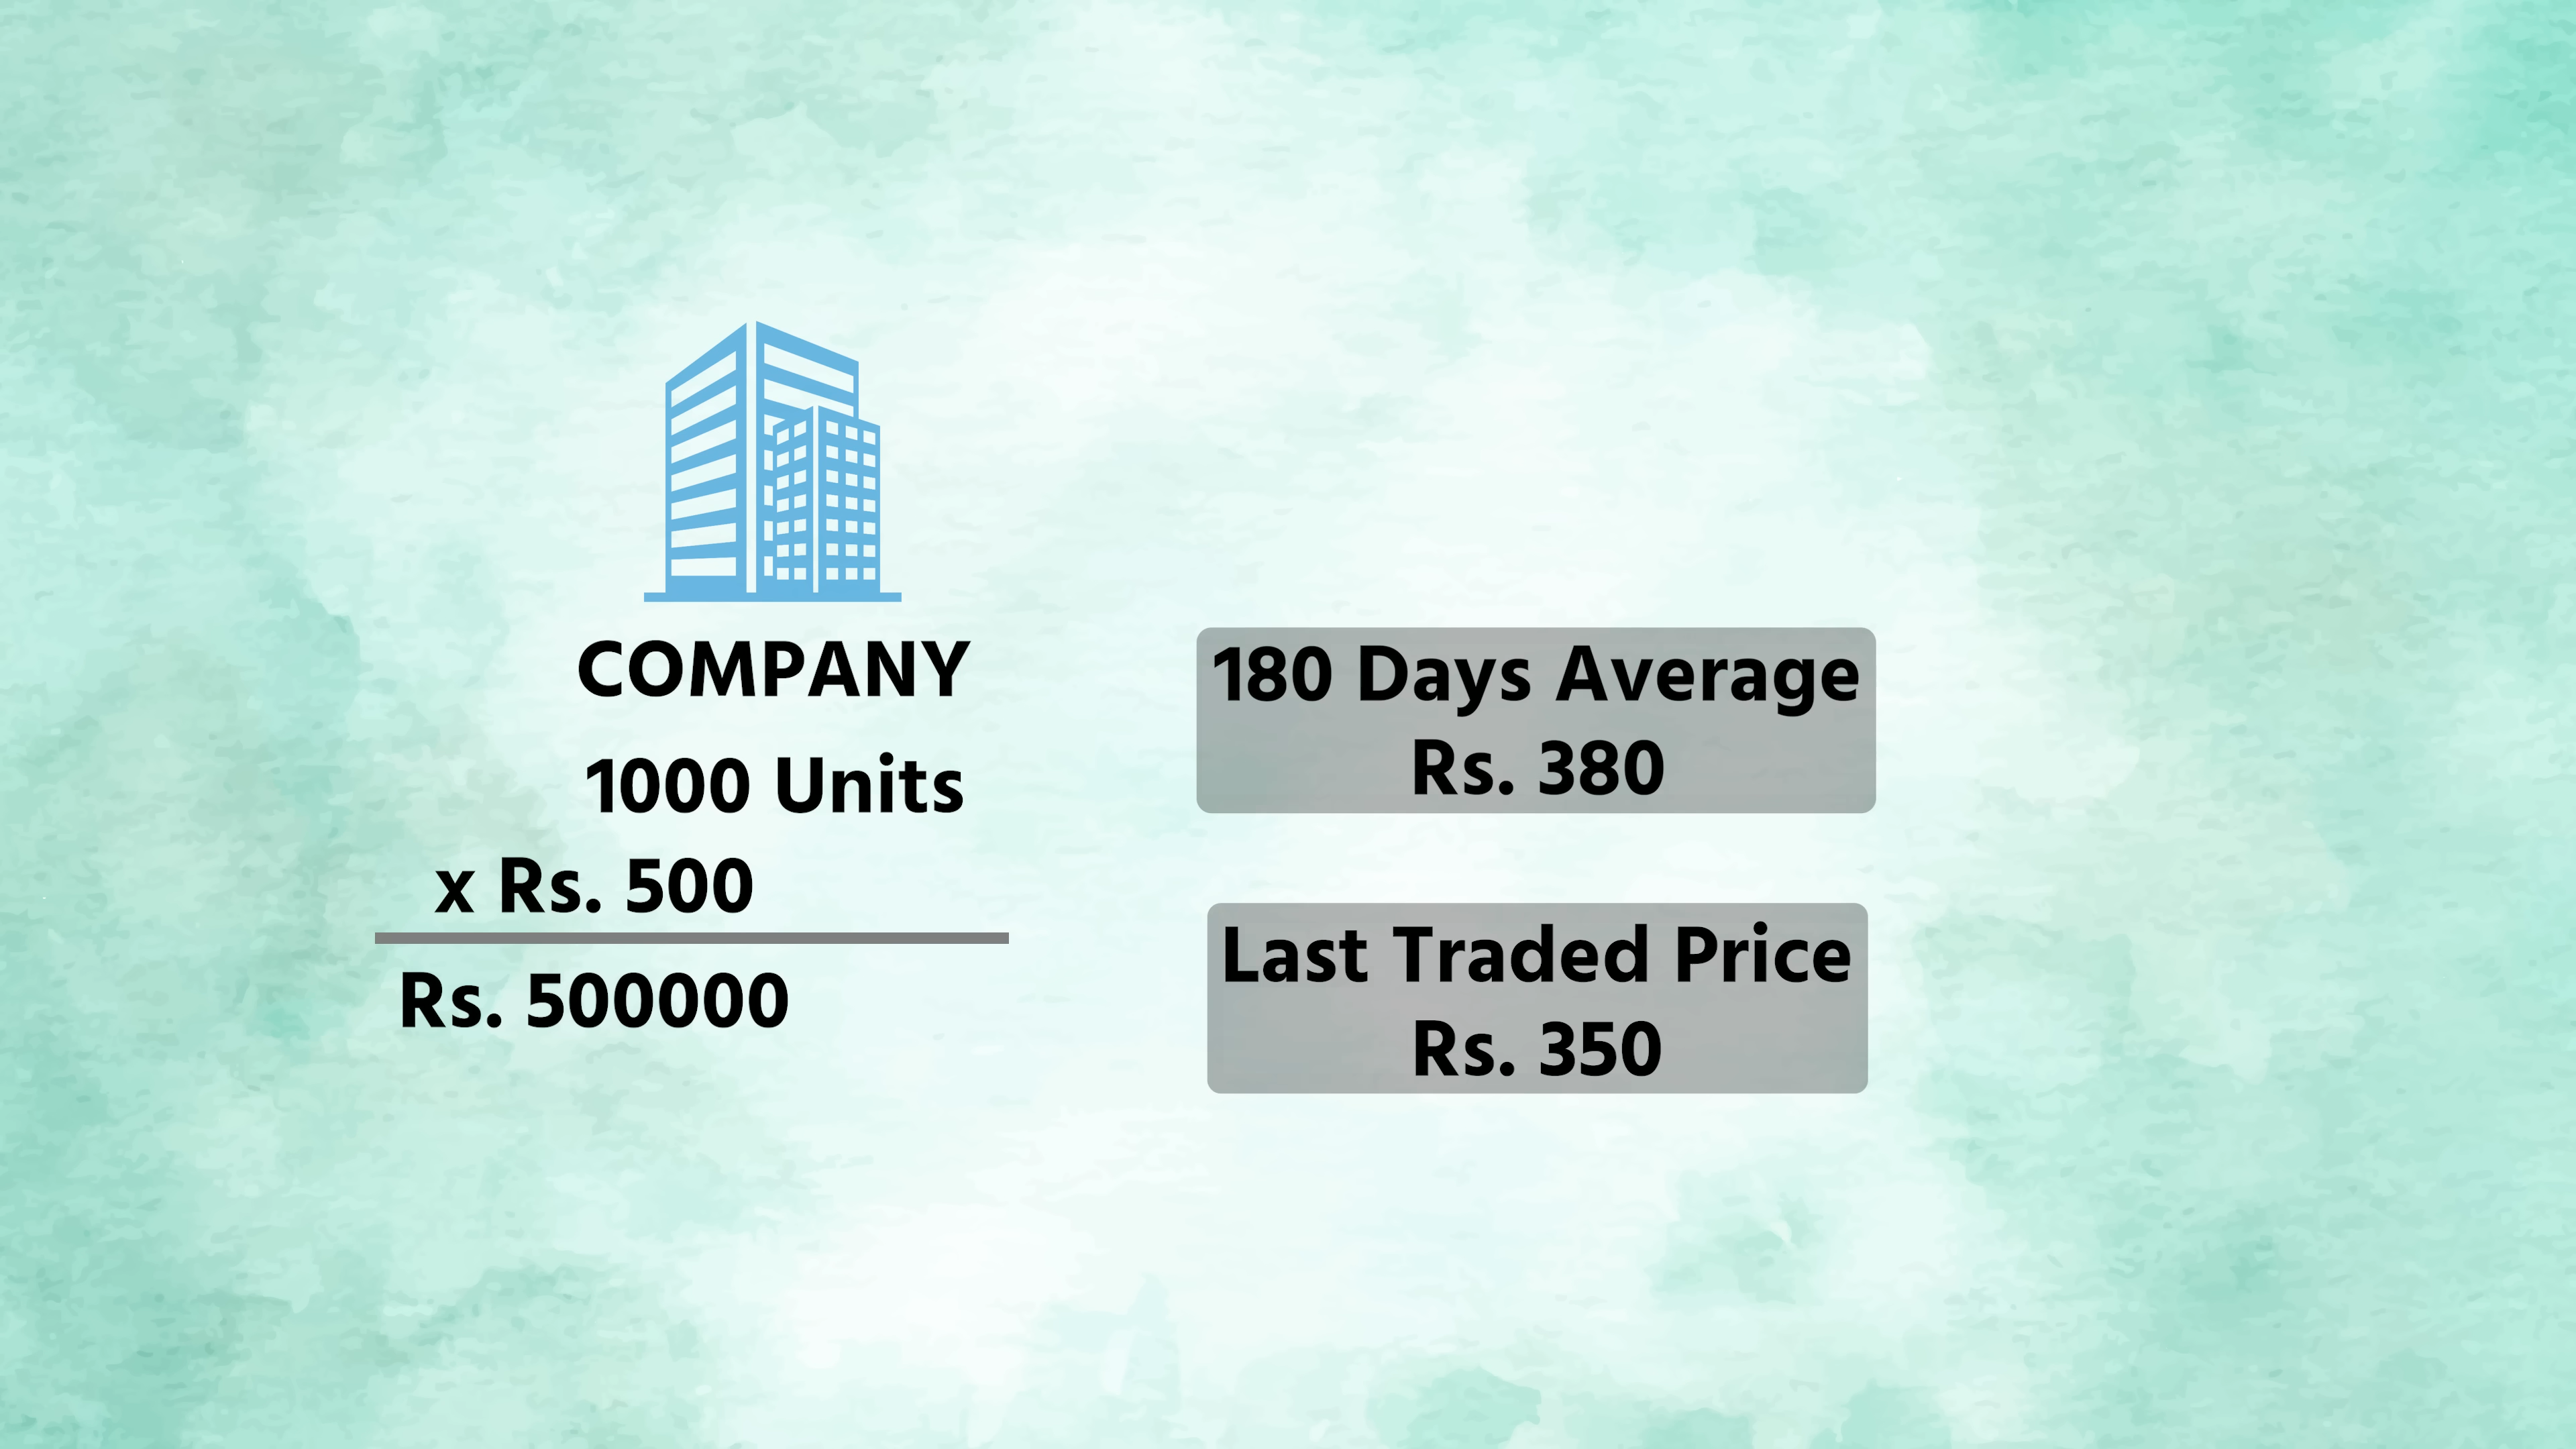 COMPANY
1000 Units
x Rs. 500
Rs. 500000
180 Days Average
Rs. 380
Last Traded Price
Rs. 350